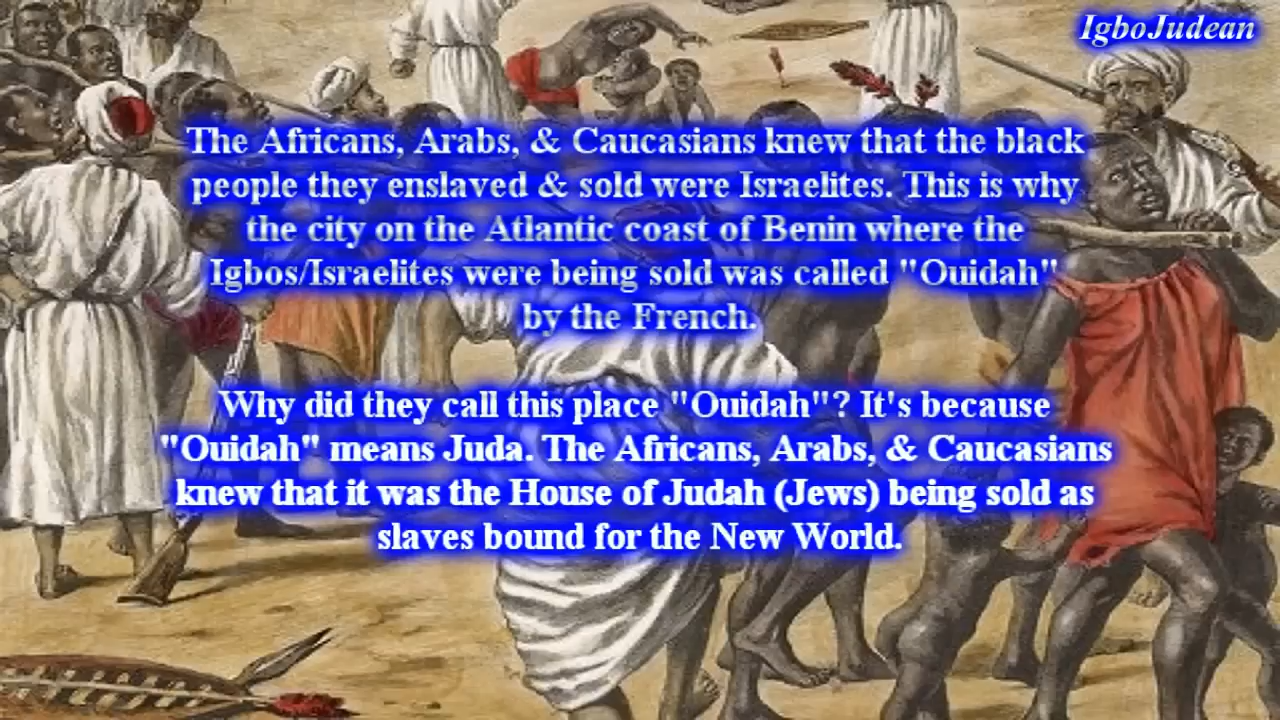 IgboJudean
The Africans, Arabs, & Caucasians knew that the black
people they enslaved & sold were Israelites. This is why
the city on the Atlantic coast of Benin where the
Igbos/Israelites were being sold was called "Ouidah"
by the French.
Why did they call this place "Ouidah"? It's because
"Ouidah" means Juda. The Africans, Arabs, & Caucasians
knew that it was the House of Judah (Jews) being sold as
slaves bound for the New World.